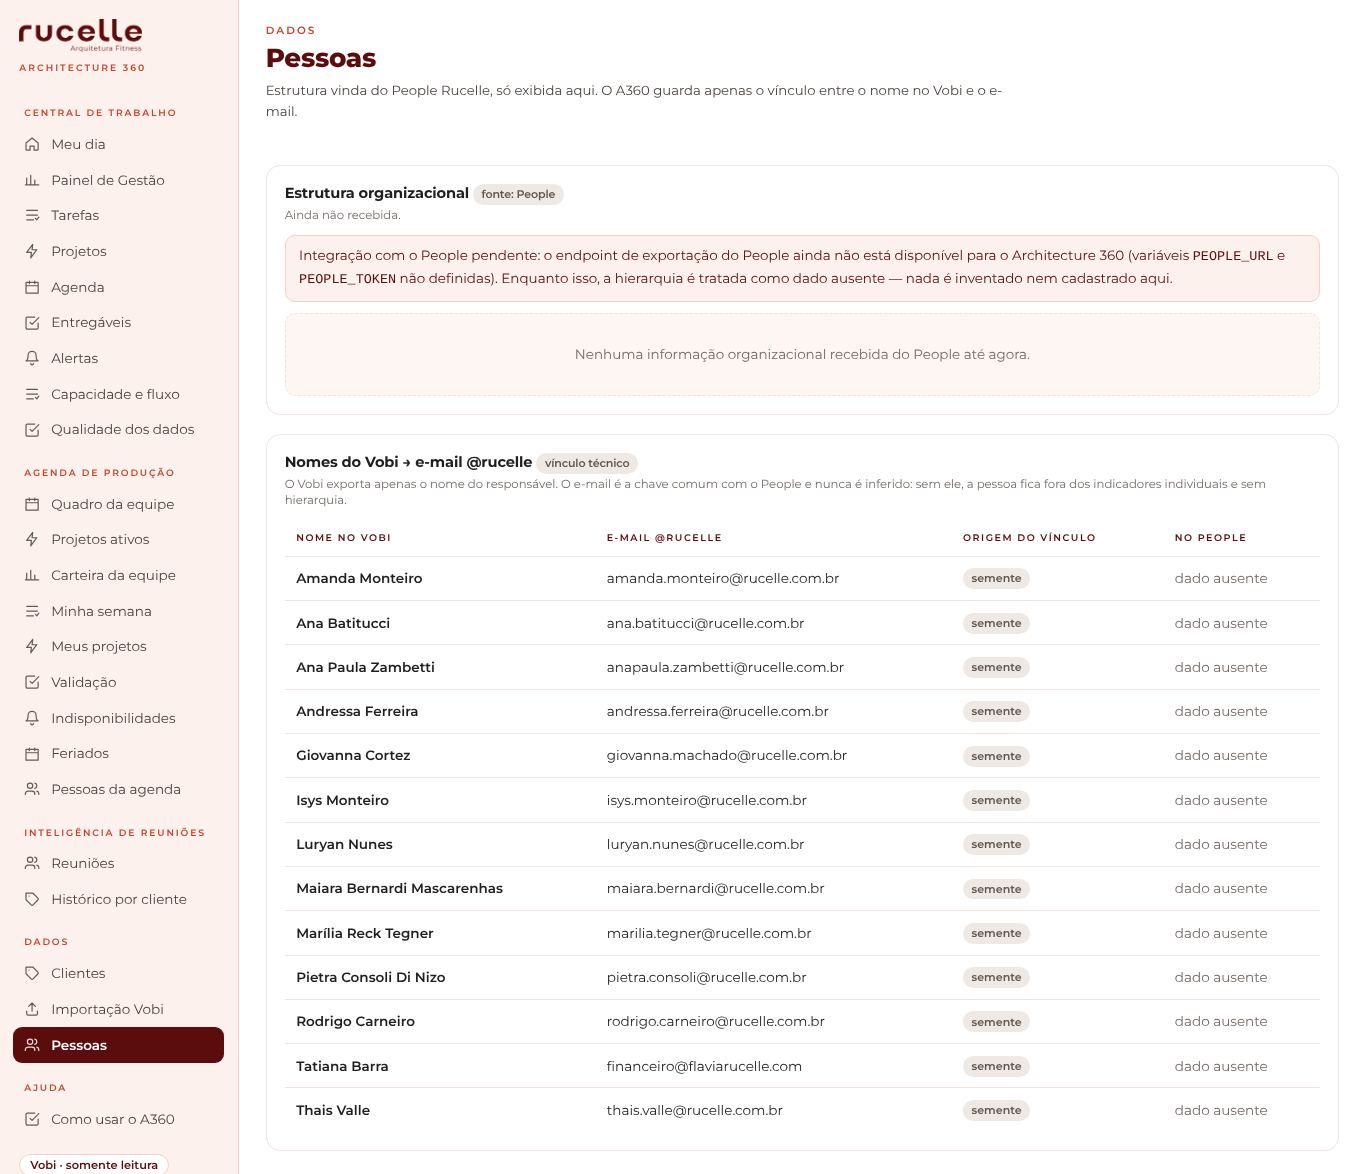 rucelle
Arquitetura Fitness
ARCHITECTURE 360
CENTRAL DE TRABALHO
Meu dia
Painel de Gestão
Tarefas
Projetos
Agenda
Entregáveis
Alertas
Capacidade e fluxo
Qualidade dos dados
AGENDA DE PRODUÇÃO
Quadro da equipe
Projetos ativos
Carteira da equipe
Minha semana
Meus projetos
Validação
Indisponibilidades
Feriados
Pessoas da agenda
INTELIGÊNCIA DE REUNIÕES
Reuniões
Histórico por cliente
DADOS
Clientes
Importação Vobi
Pessoas
AJUDA
Como usar o A360
Vobi · somente leitura
DADOS
Pessoas
Estrutura vinda do People Rucelle, só exibida aqui. O A360 guarda apenas o vínculo entre o nome no Vobi e o e-
mail.
Estrutura organizacional fonte: People
Ainda não recebida.
Integração com o People pendente: o endpoint de exportação do People ainda não está disponível para o Architecture 360 (variáveis PEOPLE_URL e
PEOPLE_TOKEN não definidas). Enquanto isso, a hierarquia é tratada como dado ausente — nada é inventado nem cadastrado aqui.
Nenhuma informação organizacional recebida do People até agora.
Nomes do Vobi → e-mail @rucelle vínculo técnico
O Vobi exporta apenas o nome do responsável. O e-mail é a chave comum com o People e nunca é inferido: sem ele, a pessoa fica fora dos indicadores individuais e sem
hierarquia.
NOME NO VOBI E-MAIL @RUCELLE ORIGEM DO VÍNCULO NO PEOPLE
Amanda Monteiro amanda.monteiro@rucelle.com.br semente dado ausente
Ana Batitucci ana.batitucci@rucelle.com.br semente dado ausente
Ana Paula Zambetti anapaula.zambetti@rucelle.com.br semente dado ausente
Andressa Ferreira andressa.ferreira@rucelle.com.br semente dado ausente
Giovanna Cortez giovanna.machado@rucelle.com.br semente dado ausente
Isys Monteiro isys.monteiro@rucelle.com.br semente dado ausente
Luryan Nunes luryan.nunes@rucelle.com.br semente dado ausente
Maiara Bernardi Mascarenhas maiara.bernardi@rucelle.com.br semente dado ausente
Marília Reck Tegner marilia.tegner@rucelle.com.br semente dado ausente
Pietra Consoli Di Nizo pietra.consoli@rucelle.com.br semente dado ausente
Rodrigo Carneiro rodrigo.carneiro@rucelle.com.br semente dado ausente
Tatiana Barra financeiro@flaviarucelle.com semente dado ausente
Thais Valle thais.valle@rucelle.com.br semente dado ausente